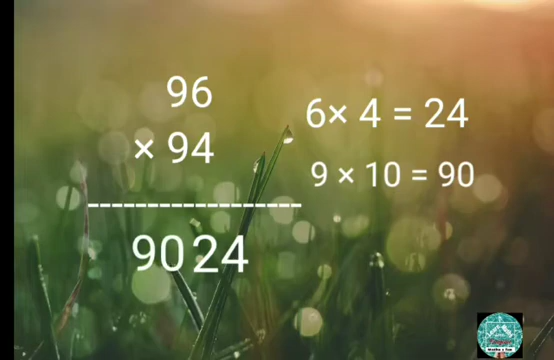 96
× 94
------------------
9024
6× 4 = 24
9 × 10 = 90